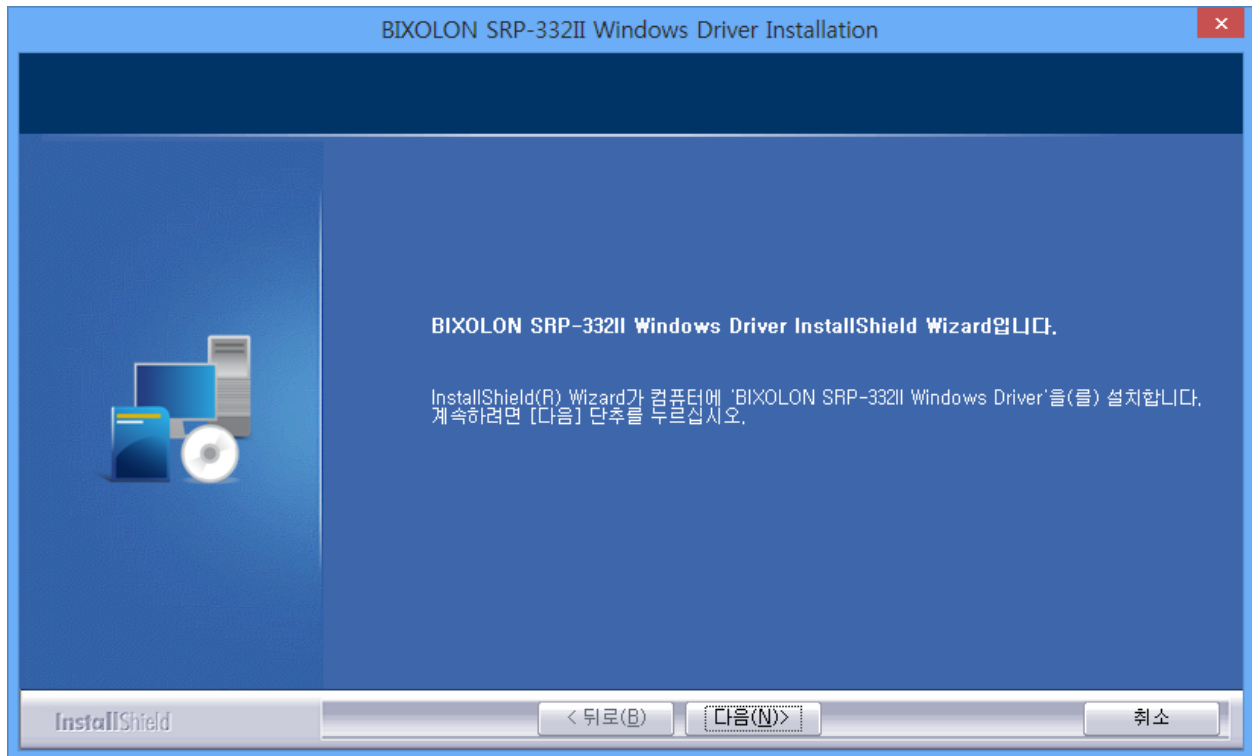 BIXOLON SRP-332II Windows Driver Installation
BIXOLON SRP-332II Windows Driver InstallShield Wizard입니다.
InstallShield(R) Wizard가 컴퓨터에 'BIXOLON SRP-332II Windows Driver'을(를) 설치합니다.
계속하려면 [다음] 단추를 누르십시오.
InstallShield
< 뒤로(B)
다음(N)>
취소